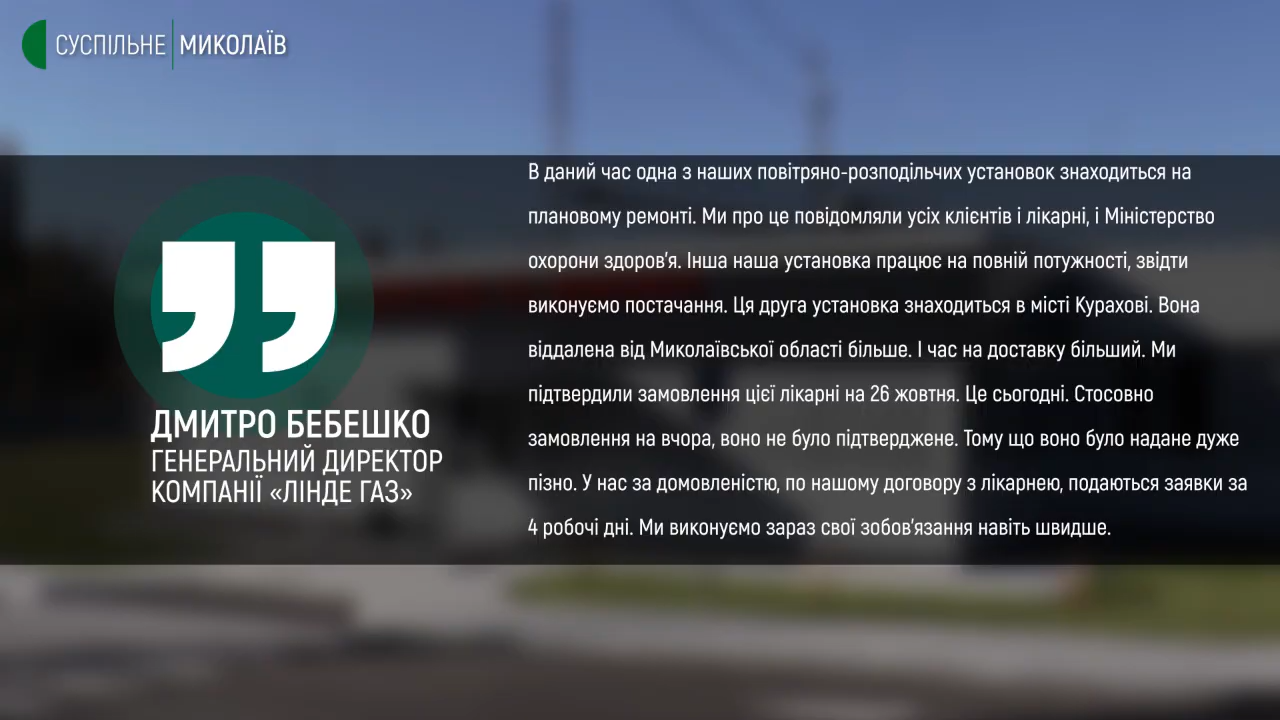 СУСПІЛЬНЕ МИКОЛАЇВ
ДМИТРО БЕБЕШКО
ГЕНЕРАЛЬНИЙ ДИРЕКТОР
КОМПАНІЇ «ЛІНДЕ ГАЗ»
В даний час одна з наших повітряно-розподільчих установок знаходиться на
плановому ремонті. Ми про це повідомляли усіх клієнтів і лікарні, і Міністерство
охорони здоров'я. Інша наша установка працює на повній потужності, звідти
виконуємо постачання. Ця друга установка знаходиться в місті Курахові. Вона
віддалена від Миколаївської області більше. І час на доставку більший. Ми
підтвердили замовлення цієї лікарні на 26 жовтня. Це сьогодні. Стосовно
замовлення на вчора, воно не було підтверджене. Тому що воно було надане дуже
пізно. У нас за домовленістю, по нашому договору з лікарнею, подаються заявки за
4 робочі дні. Ми виконуємо зараз свої зобов'язання навіть швидше.